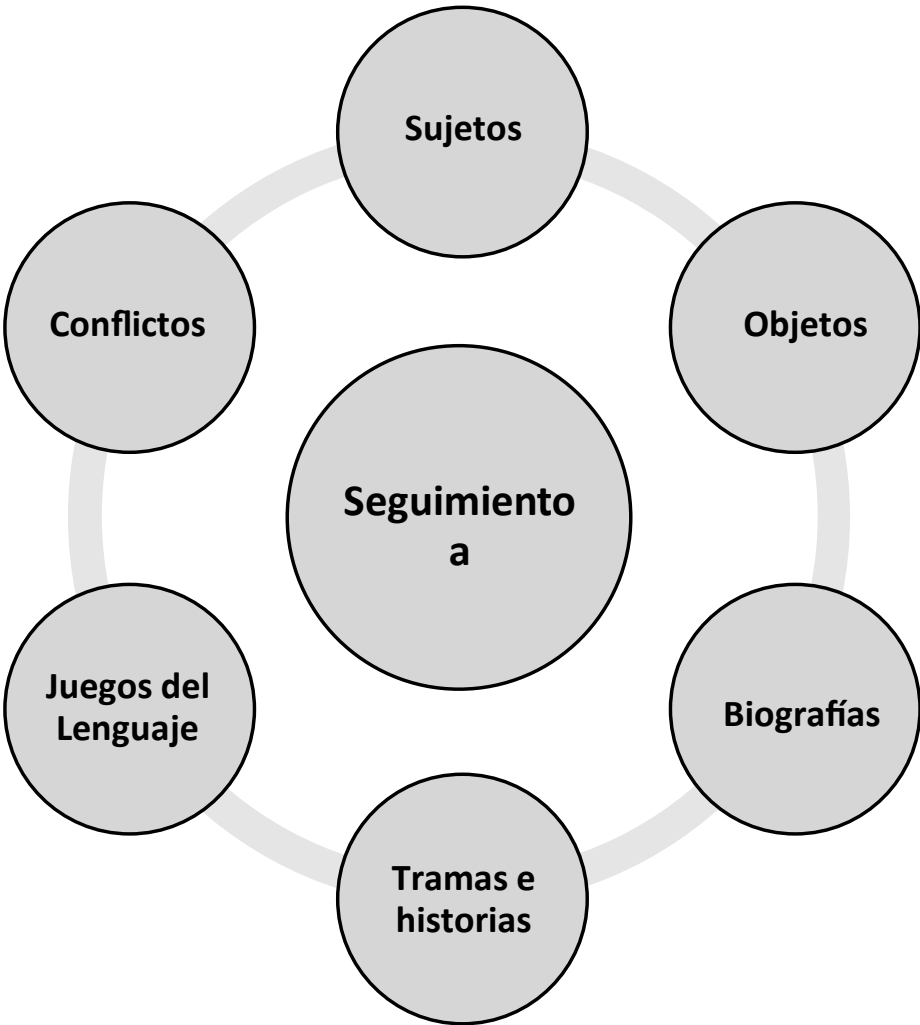 Sujetos
Objetos
Biografías
Tramas e
historias
Juegos del
Lenguaje
Conflictos
Seguimiento
a